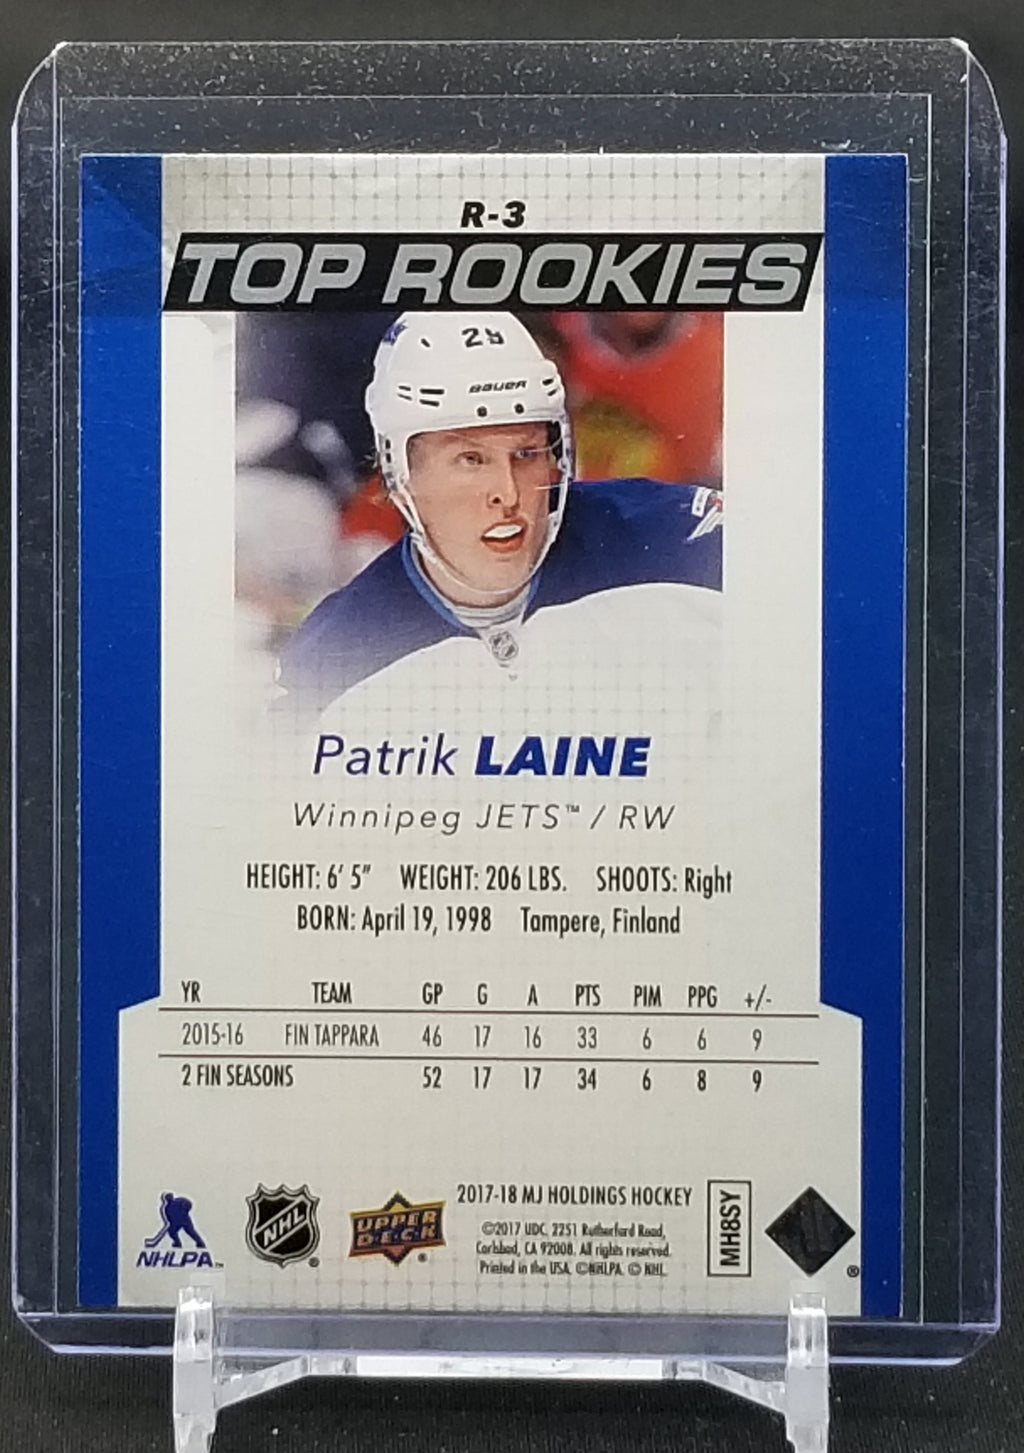 R-3
TOP ROOKIES
BAUER
Patrik LAINE
Winnipeg JETS™ / RW
HEIGHT: 6' 5" WEIGHT: 206 LBS. SHOOTS: Right
BORN: April 19, 1998 Tampere, Finland
YR TEAM GP G A PTS PIM PPG +/-
2015-16 FIN TAPPARA 46 17 16 33 6 6 9
2 FIN SEASONS 52 17 17 34 6 8 9
NHLPA™
NHL®
UPPER DECK®
2017-18 MJ HOLDINGS HOCKEY
©2017 UDC, 2251 Rutherford Road,
Carlsbad, CA 92008. All rights reserved.
Printed in the USA. ©NHLPA. © NHL.
MH8SY
®